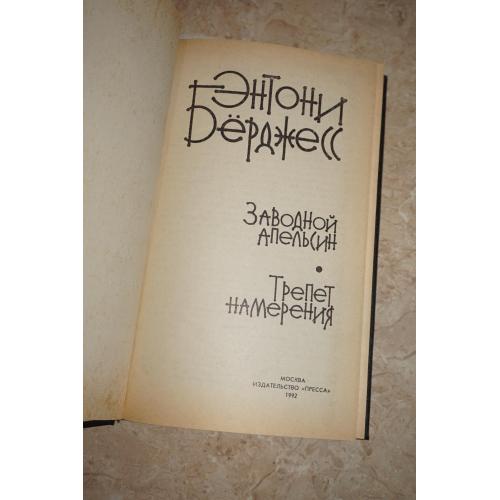 Энтони
Бёрджесс
Заводной
апельсин
•
Трепет
намерения
МОСКВА
ИЗДАТЕЛЬСТВО «ПРЕССА»
1992